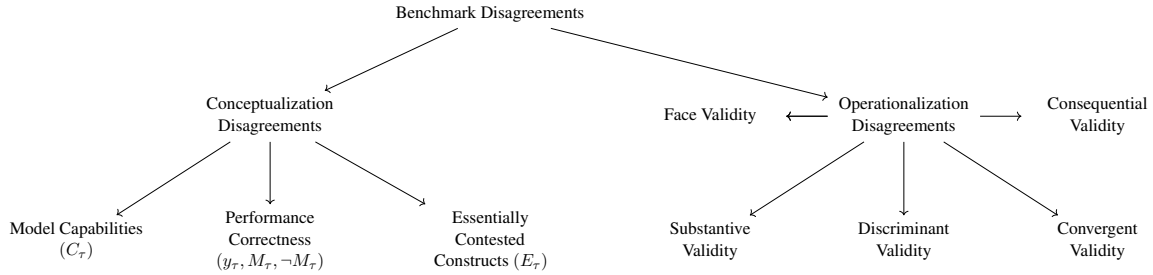 Benchmark Disagreements
Conceptualization
Disagreements
Face Validity
Operationalization
Disagreements
Consequential
Validity
Model Capabilities
(C_τ)
Performance
Correctness
(y_τ, M_τ, ¬M_τ)
Essentially
Contested
Constructs (E_τ)
Substantive
Validity
Discriminant
Validity
Convergent
Validity